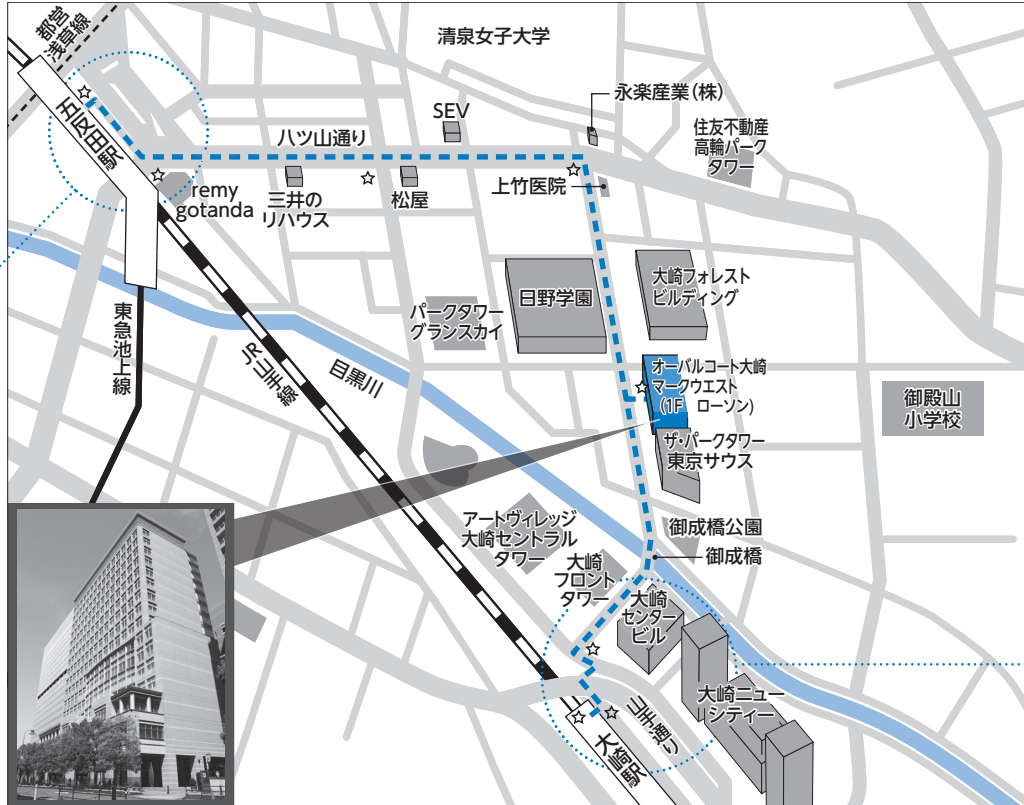 清泉女子大学
都営
浅草線
永楽産業(株)
SEV
住友不動産
高輪パーク
タワー
五反田駅
八ツ山通り
上竹医院
remy
gotanda
三井の
リハウス
松屋
日野学園
大崎フォレスト
ビルディング
パークタワー
グランスカイ
東急池上線
JR山手線
目黒川
オーバルコート大崎
マークウエスト
(1F ローソン)
御殿山
小学校
ザ・パークタワー
東京サウス
アートヴィレッジ
大崎セントラル
タワー
御成橋公園
御成橋
大崎
フロント
タワー
大崎
センター
ビル
大崎ニュー
シティー
山手通り
大崎駅